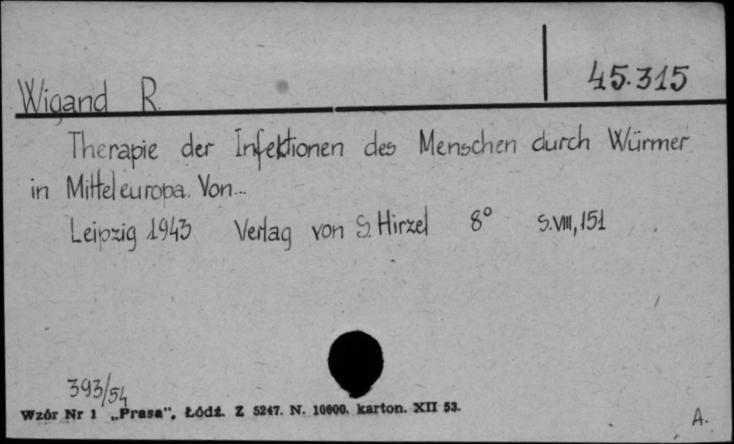 45.315
Wigand R.
Therapie der Infektionen des Menschen durch Würmer
in Mitteleuropa. Von...
Leipzig 1943 Verlag von S. Hirzel 8° S. VIII, 151
393/54
Wzór Nr 1 „Prasa“, Łódź. Z 5247. N. 10000. karton. XII 53.
A.